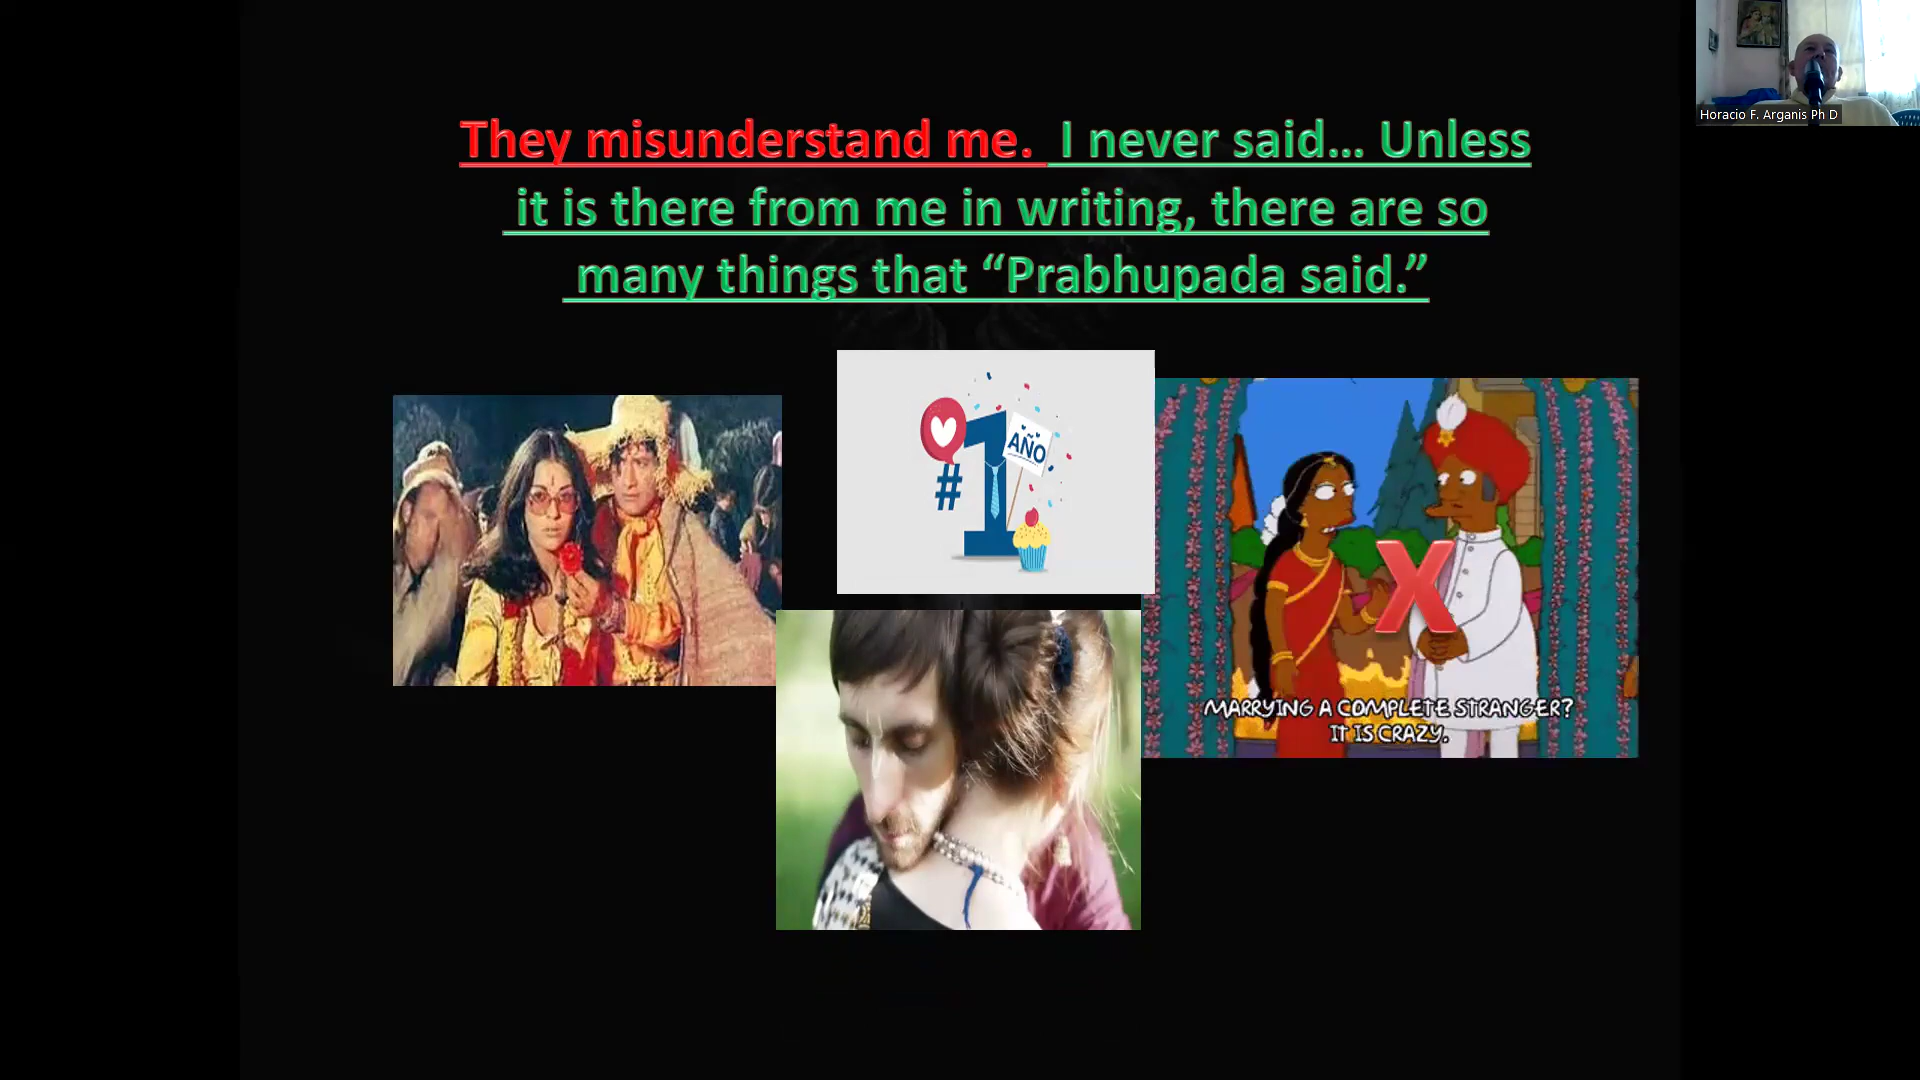 They misunderstand me. I never said... Unless
it is there from me in writing, there are so
many things that “Prabhupada said.”
Horacio F. Arganis Ph D
#1
AÑO
X
MARRYING A COMPLETE STRANGER?
IT IS CRAZY.